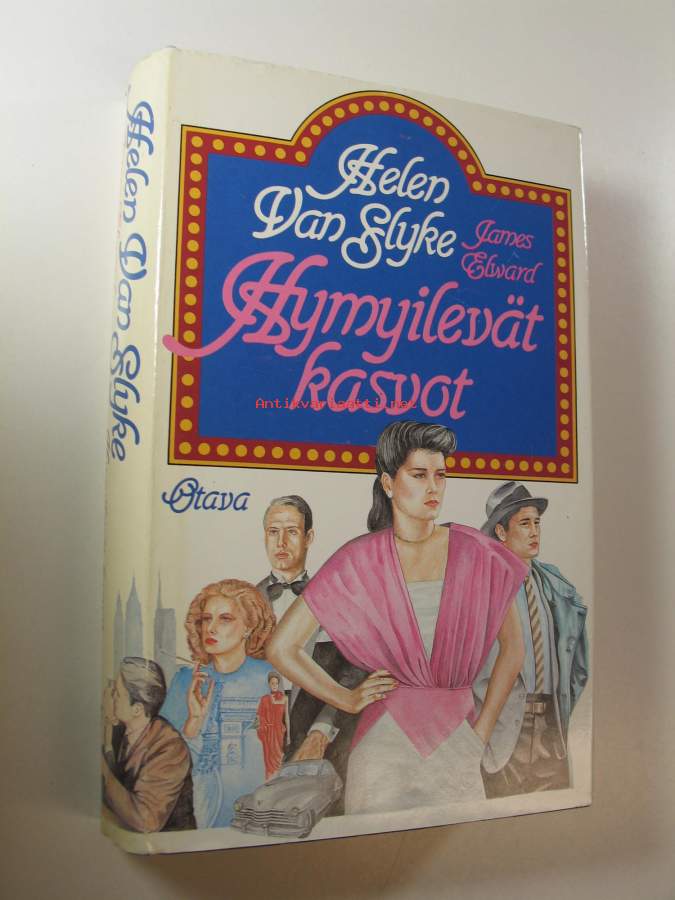 Helen Van Slyke
Helen
Van Slyke
James
Elward
Hymyilevät
kasvot
Antikvariaatti.net
Otava